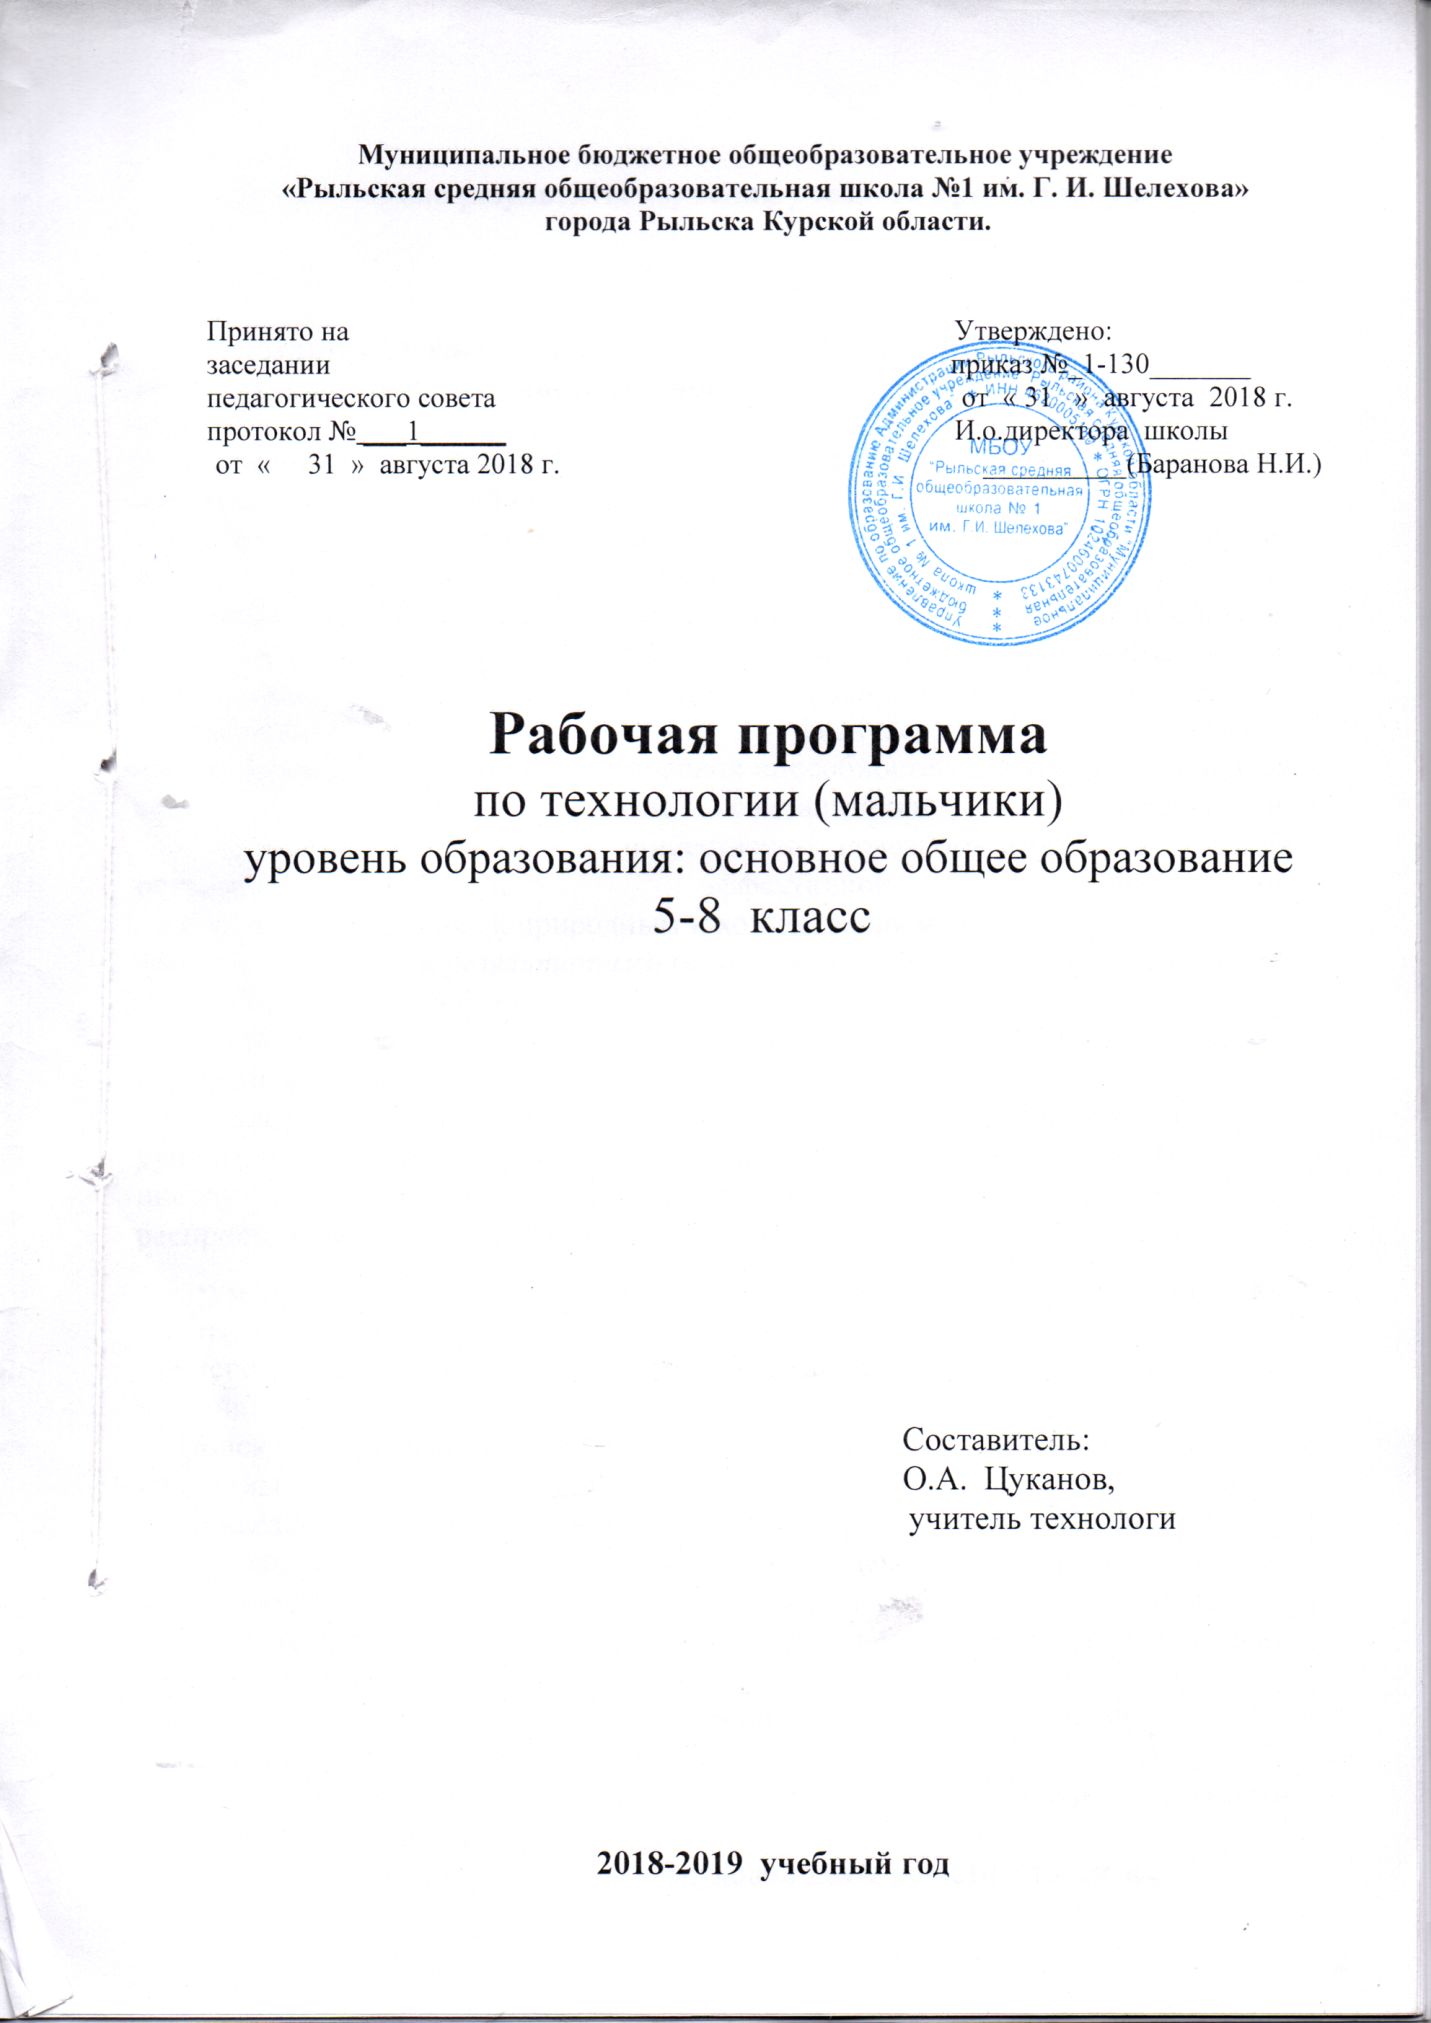 Муниципальное бюджетное общеобразовательное учреждение
«Рыльская средняя общеобразовательная школа №1 им. Г. И. Шелехова»
города Рыльска Курской области.
Принято на
заседании
педагогического совета
протокол №____1______
от « 31 » августа 2018 г.
Утверждено:
приказ №_1-130_______
от « 31 » августа 2018 г.
И.о.директора школы
__________(Баранова Н.И.)
МБОУ
"Рыльская средняя
общеобразовательная
школа № 1
им. Г.И. Шелехова"
Рабочая программа
по технологии (мальчики)
уровень образования: основное общее образование
5-8 класс
Составитель:
О.А. Цуканов,
учитель технологи
2018-2019 учебный год